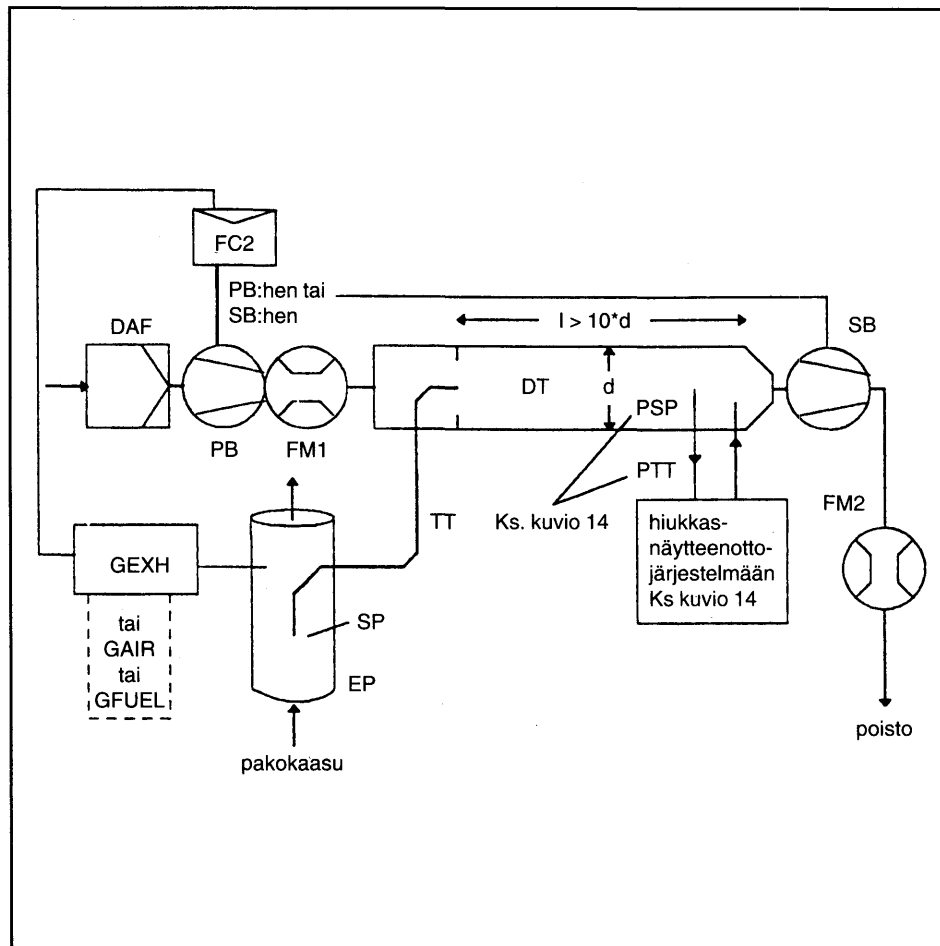 FC2
PB:hen tai
SB:hen
DAF
l > 10*d
SB
DT
d
PSP
PB
FM1
PTT
FM2
TT
Ks. kuvio 14
hiukkas-
näytteenotto-
järjestelmään
Ks kuvio 14
GEXH
SP
tai
GAIR
tai
GFUEL
EP
poisto
pakokaasu